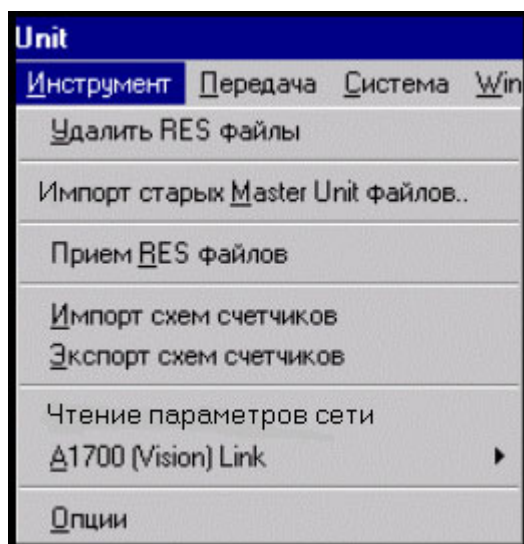 Unit
Инструмент Передача Система Win
Удалить RES файлы
Импорт старых Master Unit файлов..
Прием RES файлов
Импорт схем счетчиков
Экспорт схем счетчиков
Чтение параметров сети
A1700 (Vision) Link
Опции